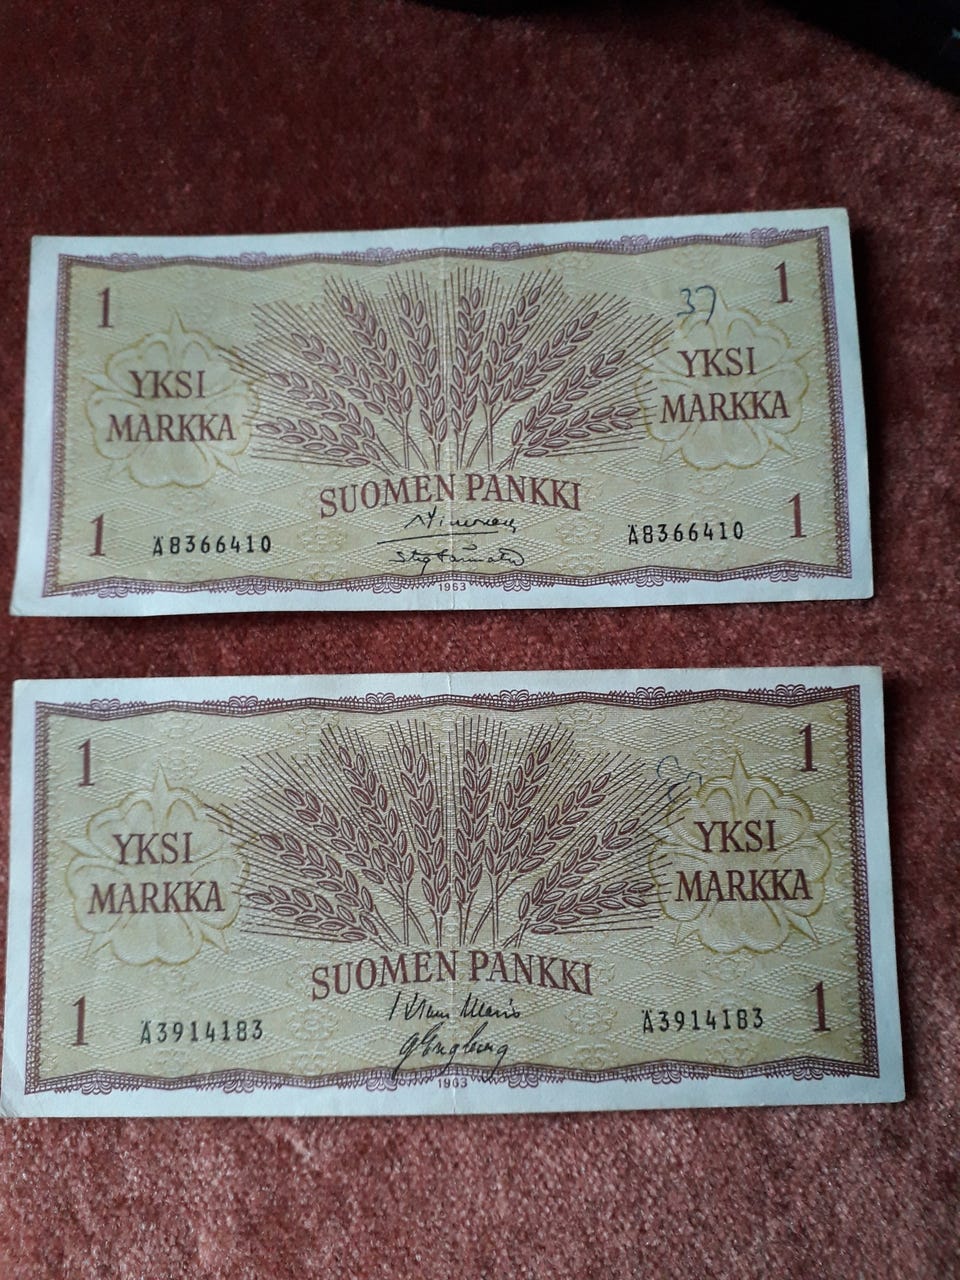 1 1
37
YKSI MARKKA
YKSI MARKKA
SUOMEN PANKKI
1 Ä8366410 Ä8366410 1
1963
1 1
YKSI MARKKA
YKSI MARKKA
SUOMEN PANKKI
1 Ä3914183 Ä3914183 1
1963